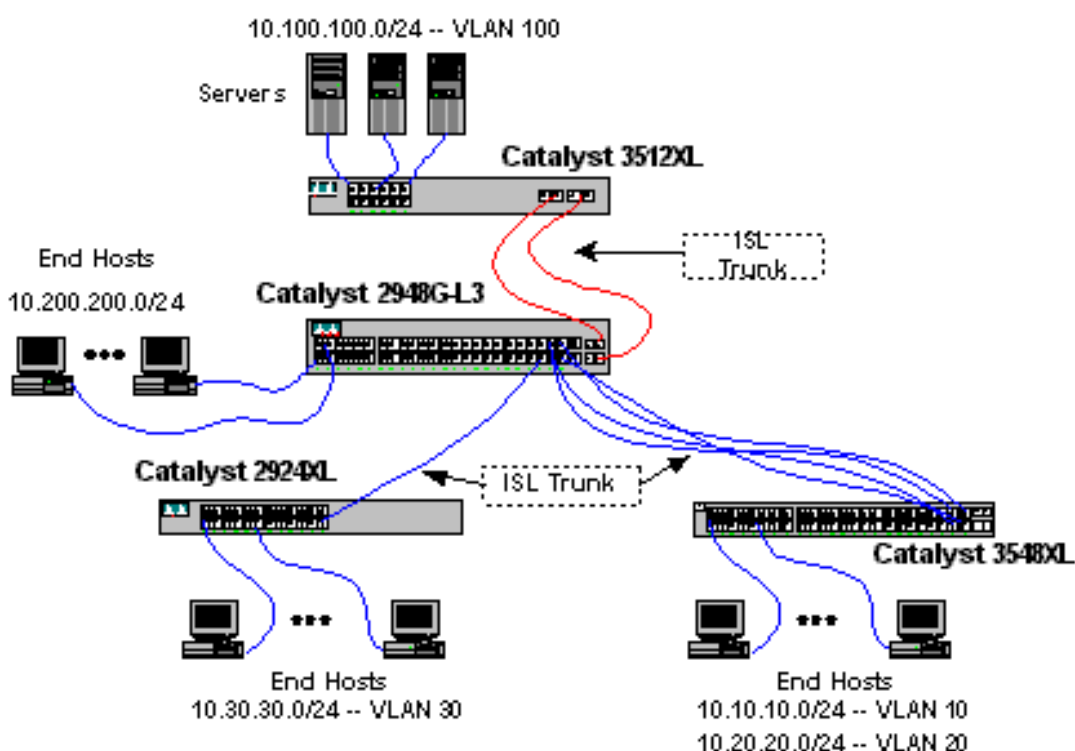 10.100.100.0/24 -- VLAN 100
Servers
Catalyst 3512XL
ISL
Trunk
End Hosts
10.200.200.0/24
Catalyst 2948G-L3
Catalyst 2924XL
ISL Trunk
Catalyst 3548XL
End Hosts
10.30.30.0/24 -- VLAN 30
End Hosts
10.10.10.0/24 -- VLAN 10
10.20.20.0/24 -- VLAN 20